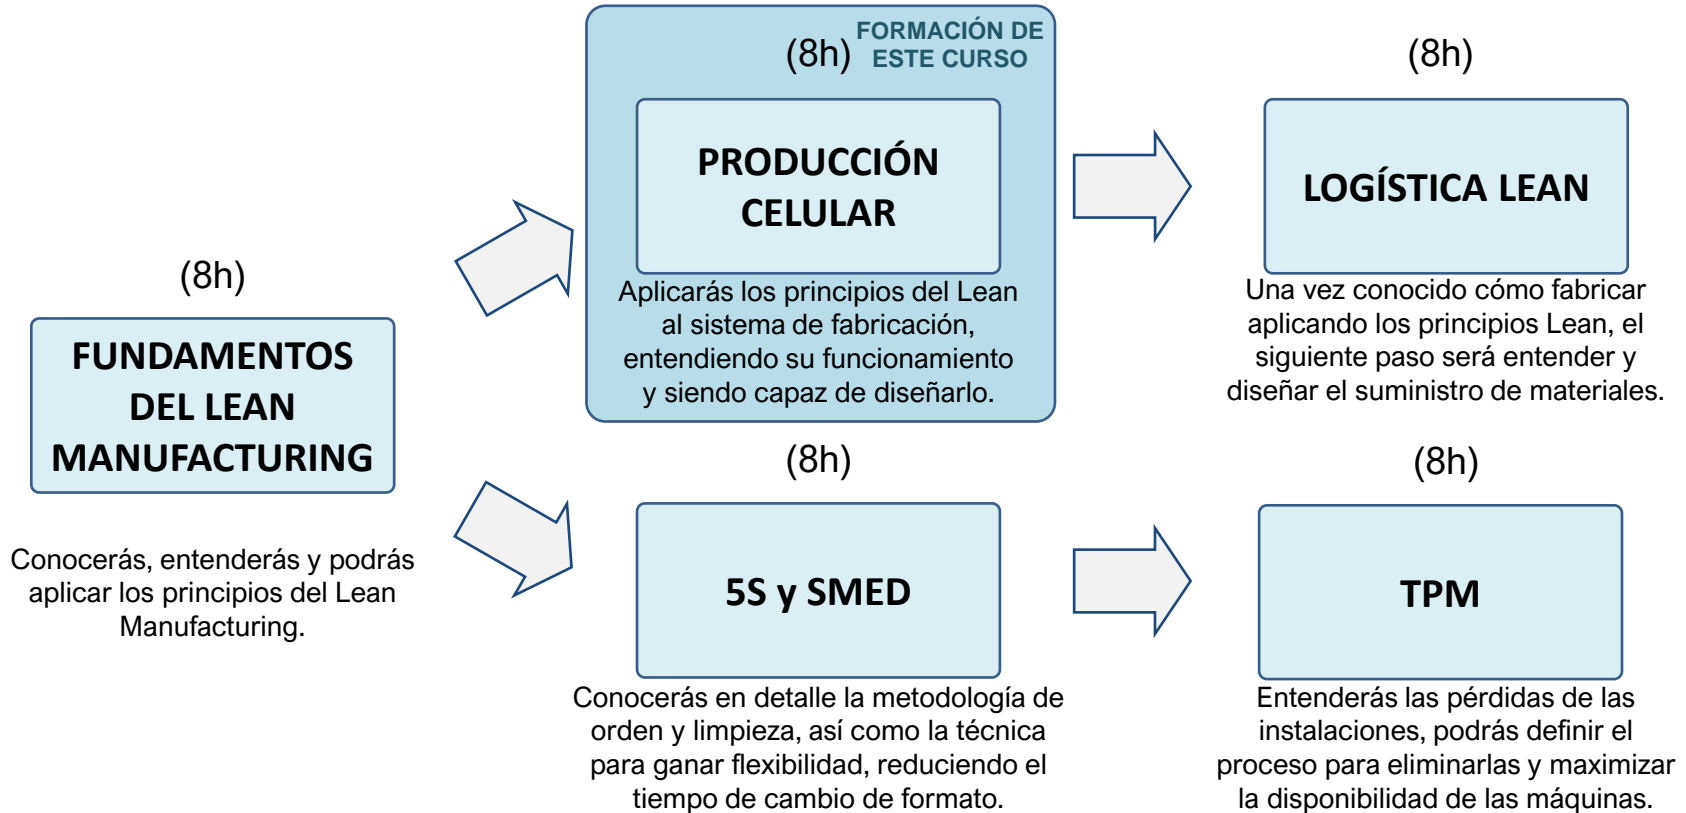 (8h)
FUNDAMENTOS
DEL LEAN
MANUFACTURING
Conocerás, entenderás y podrás
aplicar los principios del Lean
Manufacturing.
FORMACIÓN DE
ESTE CURSO
(8h)
PRODUCCIÓN
CELULAR
Aplicarás los principios del Lean
al sistema de fabricación,
entendiendo su funcionamiento
y siendo capaz de diseñarlo.
(8h)
LOGÍSTICA LEAN
Una vez conocido cómo fabricar
aplicando los principios Lean, el
siguiente paso será entender y
diseñar el suministro de materiales.
(8h)
5S y SMED
Conocerás en detalle la metodología de
orden y limpieza, así como la técnica
para ganar flexibilidad, reduciendo el
tiempo de cambio de formato.
(8h)
TPM
Entenderás las pérdidas de las
instalaciones, podrás definir el
proceso para eliminarlas y maximizar
la disponibilidad de las máquinas.